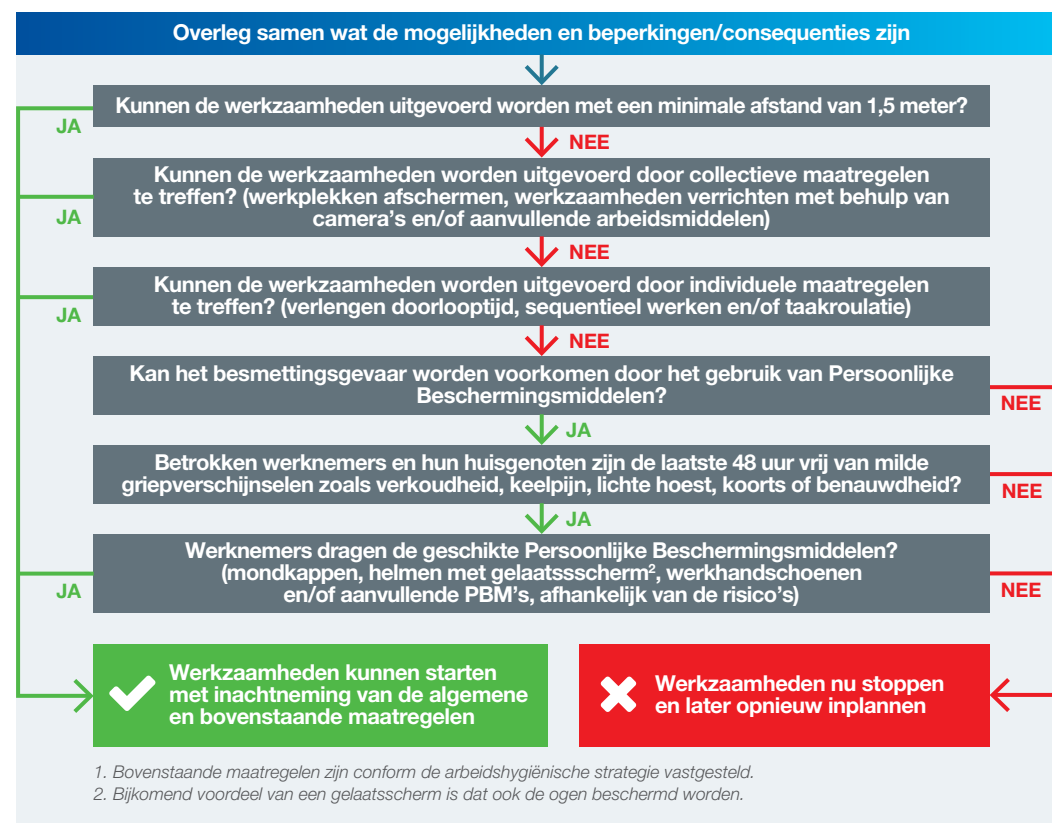 Overleg samen wat de mogelijkheden en beperkingen/consequenties zijn
Kunnen de werkzaamheden uitgevoerd worden met een minimale afstand van 1,5 meter?
JA
NEE
Kunnen de werkzaamheden worden uitgevoerd door collectieve maatregelen
te treffen? (werkplekken afschermen, werkzaamheden verrichten met behulp van
camera's en/of aanvullende arbeidsmiddelen)
JA
NEE
Kunnen de werkzaamheden worden uitgevoerd door individuele maatregelen
te treffen? (verlengen doorlooptijd, sequentieel werken en/of taakroulatie)
JA
NEE
Kan het besmettingsgevaar worden voorkomen door het gebruik van Persoonlijke
Beschermingsmiddelen?
NEE
JA
Betrokken werknemers en hun huisgenoten zijn de laatste 48 uur vrij van milde
griepverschijnselen zoals verkoudheid, keelpijn, lichte hoest, koorts of benauwdheid?
NEE
JA
Werknemers dragen de geschikte Persoonlijke Beschermingsmiddelen?
(mondkappen, helmen met gelaatssscherm², werkhandschoenen
en/of aanvullende PBM's, afhankelijk van de risico's)
JA
NEE
Werkzaamheden kunnen starten
met inachtneming van de algemene
en bovenstaande maatregelen
Werkzaamheden nu stoppen
en later opnieuw inplannen
1. Bovenstaande maatregelen zijn conform de arbeidshygiënische strategie vastgesteld.
2. Bijkomend voordeel van een gelaatsscherm is dat ook de ogen beschermd worden.